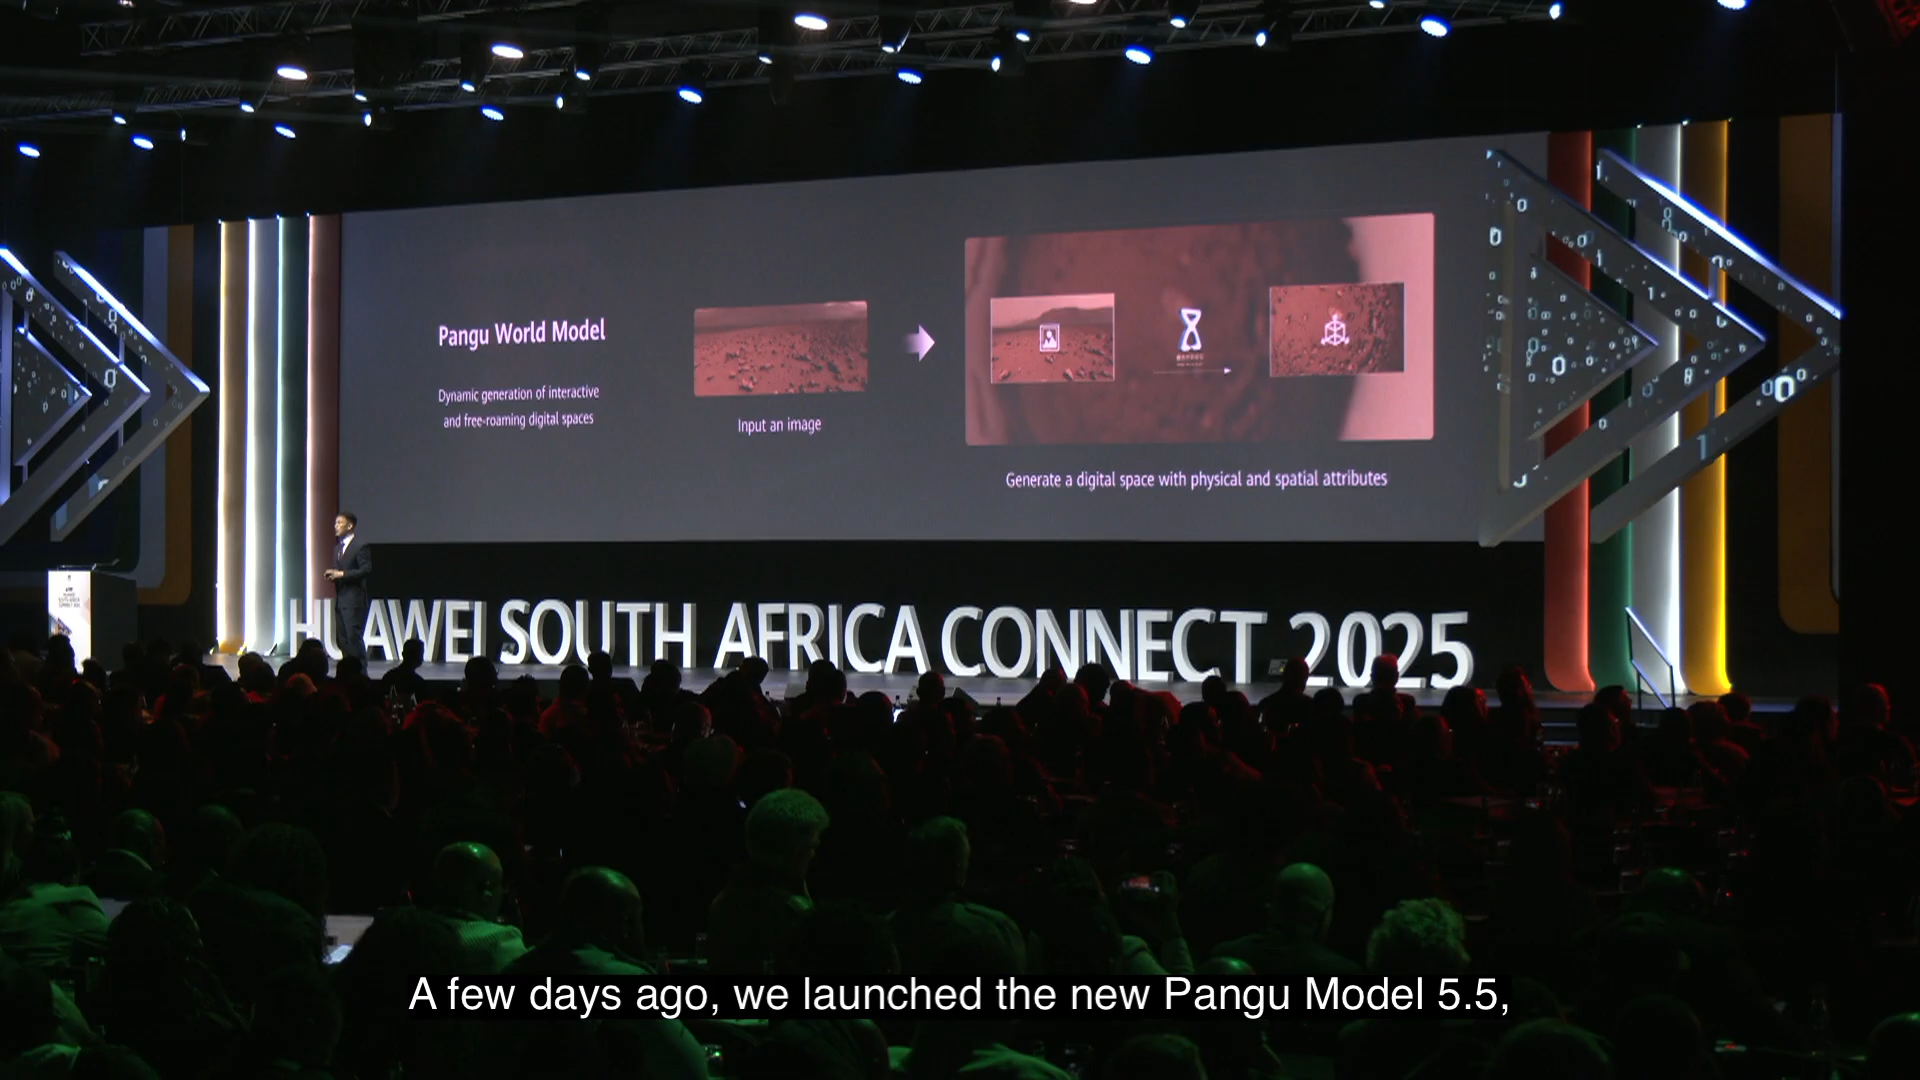 Pangu World Model
Dynamic generation of interactive
and free-roaming digital spaces
Input an image
Generate a digital space with physical and spatial attributes
HUAWEI SOUTH AFRICA CONNECT 2025
A few days ago, we launched the new Pangu Model 5.5,